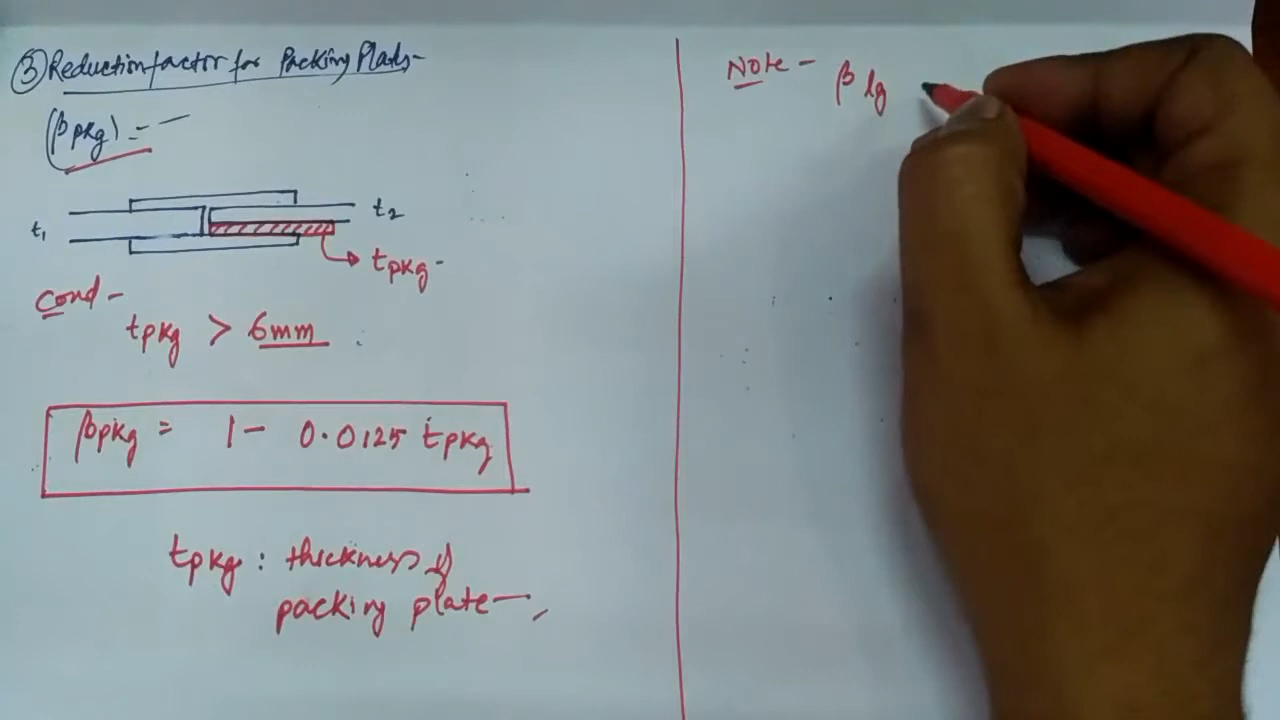 ③ Reduction factor for Packing Plates-
(βpkg) :-
t₁
t₂
tpkg -
Cond -
tpkg > 6mm
βpkg = 1 - 0.0125 tpkg
tpkg : thickness of
packing plate -
Note - β lg